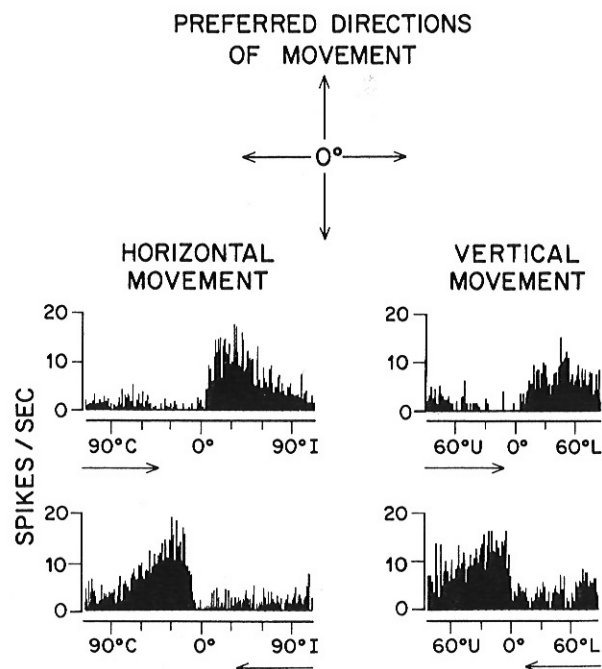 PREFERRED DIRECTIONS
OF MOVEMENT
0°
HORIZONTAL
MOVEMENT
VERTICAL
MOVEMENT
SPIKES / SEC
20
10
0
90°C 0° 90°I
20
10
0
60°U 0° 60°L
20
10
0
90°C 0° 90°I
20
10
0
60°U 0° 60°L